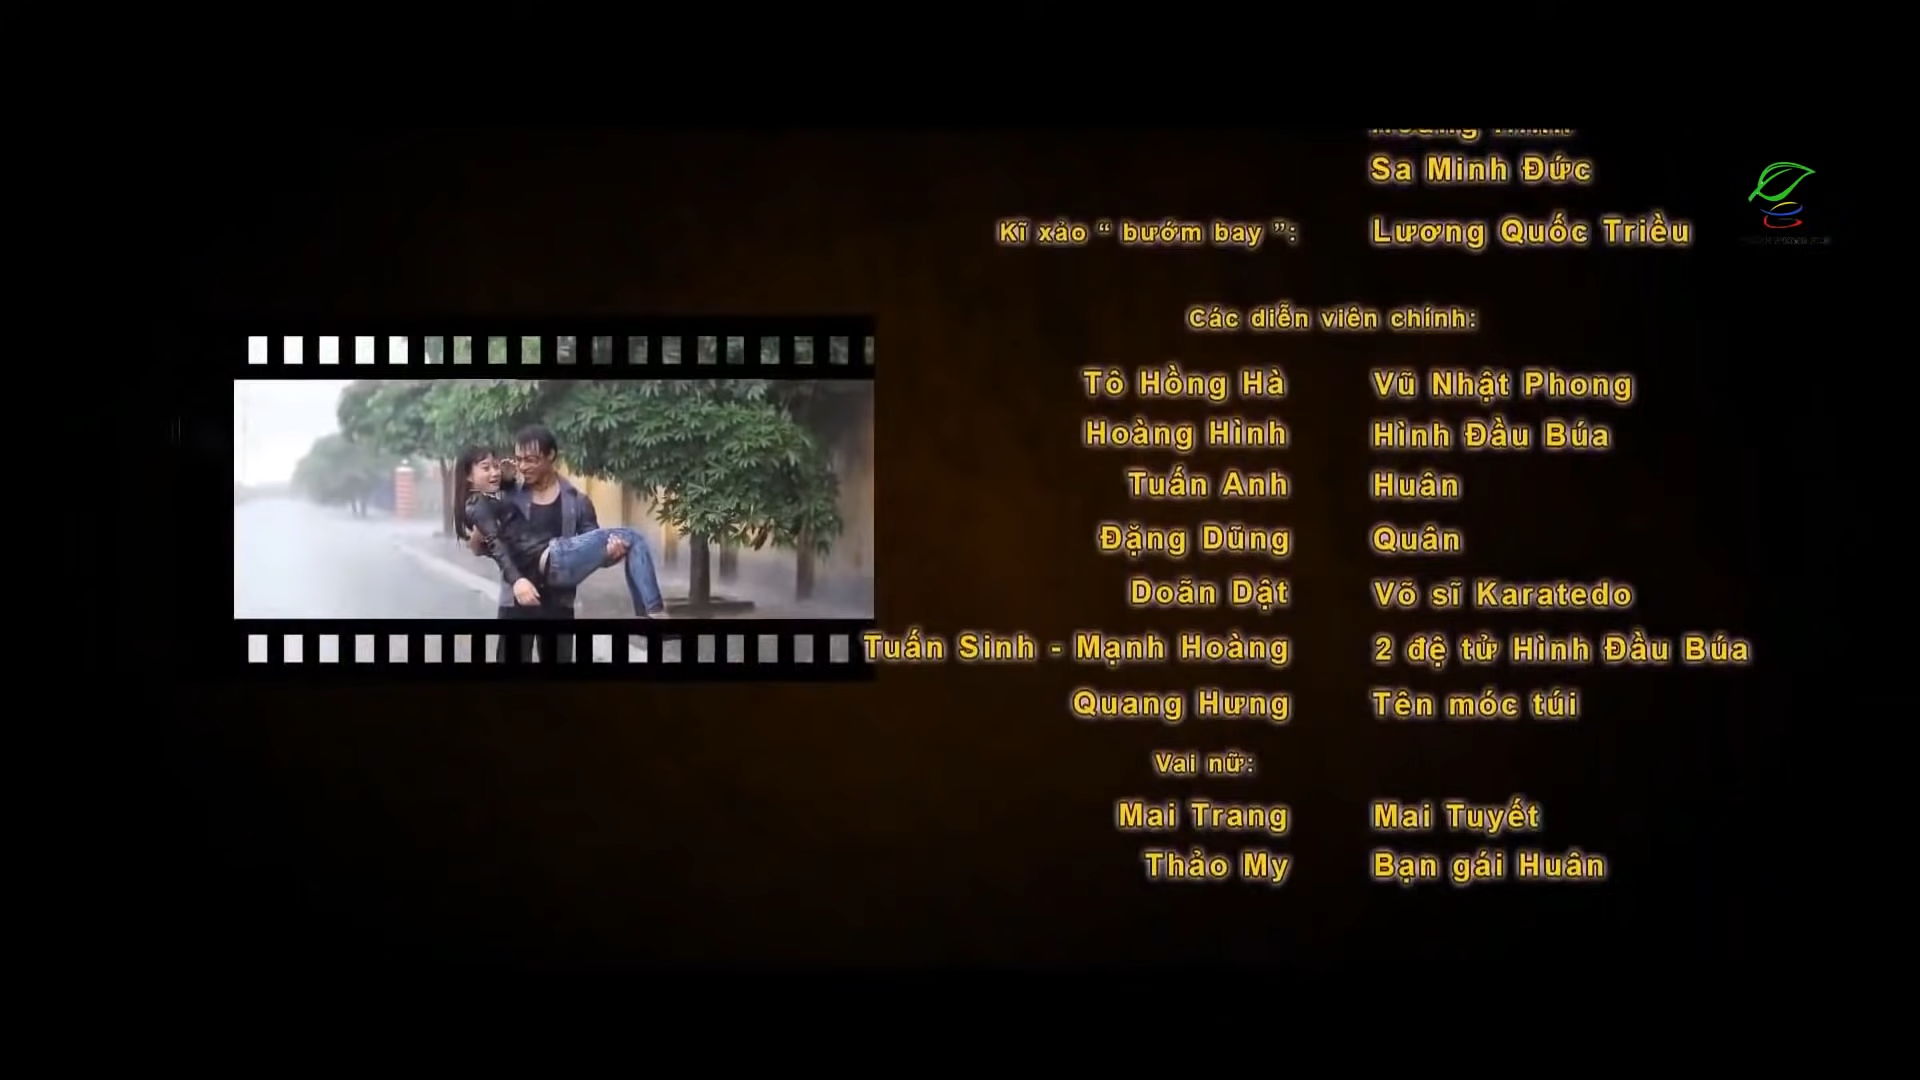 Sa Minh Đức
Kĩ xảo “ bướm bay ”: Lương Quốc Triều
Các diễn viên chính:
Tô Hồng Hà Vũ Nhật Phong
Hoàng Hình Hình Đầu Búa
Tuấn Anh Huân
Đặng Dũng Quân
Doãn Dật Võ sĩ Karatedo
Tuấn Sinh - Mạnh Hoàng 2 đệ tử Hình Đầu Búa
Quang Hưng Tên móc túi
Vai nữ:
Mai Trang Mai Tuyết
Thảo My Bạn gái Huân